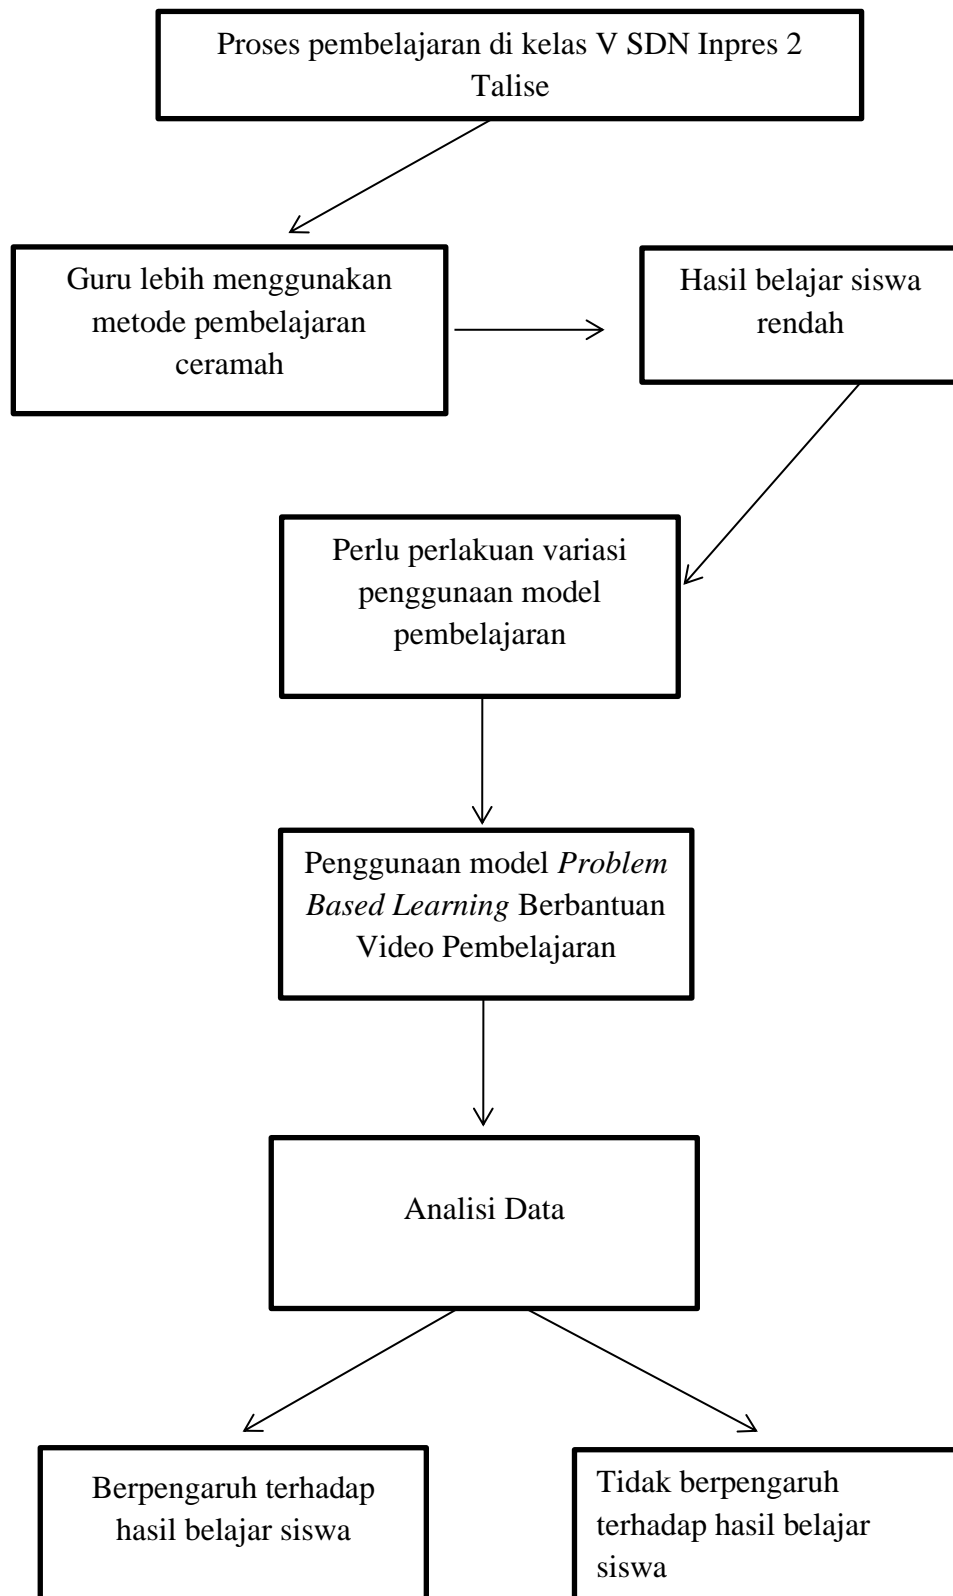 Proses pembelajaran di kelas V SDN Inpres 2
Talise
Guru lebih menggunakan
metode pembelajaran
ceramah
Hasil belajar siswa
rendah
Perlu perlakuan variasi
penggunaan model
pembelajaran
Penggunaan model Problem
Based Learning Berbantuan
Video Pembelajaran
Analisi Data
Berpengaruh terhadap
hasil belajar siswa
Tidak berpengaruh
terhadap hasil belajar
siswa